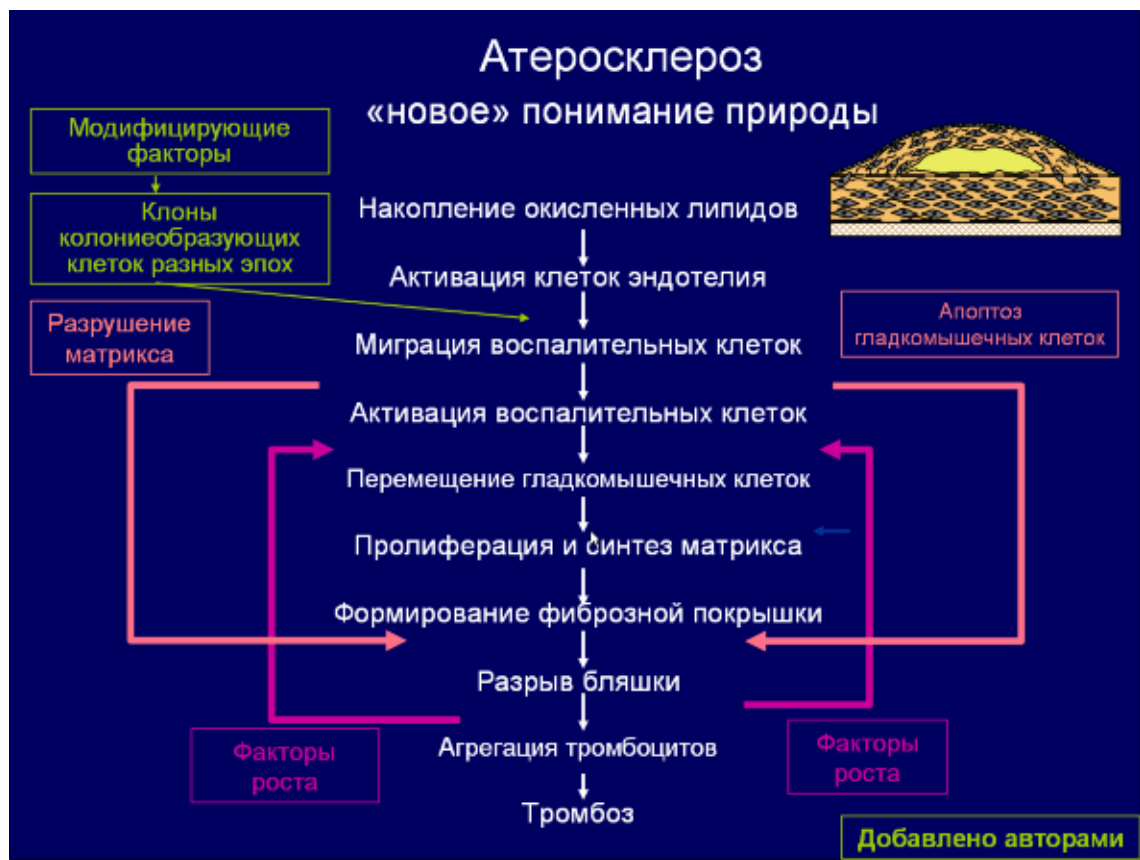 Атеросклероз
«новое» понимание природы
Модифицирующие
факторы
Клоны
колониеобразующих
клеток разных эпох
Накопление окисленных липидов
Активация клеток эндотелия
Разрушение
матрикса
Апоптоз
гладкомышечных клеток
Миграция воспалительных клеток
Активация воспалительных клеток
Перемещение гладкомышечных клеток
Пролиферация и синтез матрикса
Формирование фиброзной покрышки
Разрыв бляшки
Агрегация тромбоцитов
Факторы
роста
Факторы
роста
Тромбоз
Добавлено авторами